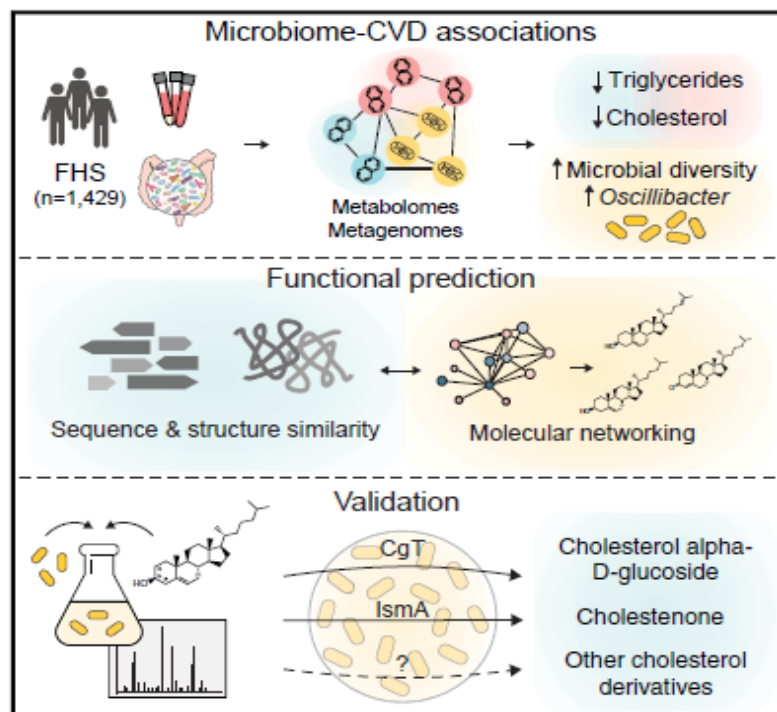 Microbiome-CVD associations
FHS
(n=1,429)
Metabolomes
Metagenomes
↓ Triglycerides
↓ Cholesterol
↑ Microbial diversity
↑ Oscillibacter
Functional prediction
Sequence & structure similarity
Molecular networking
Validation
HO
CgT
IsmA
?
Cholesterol alpha-
D-glucoside
Cholestenone
Other cholesterol
derivatives